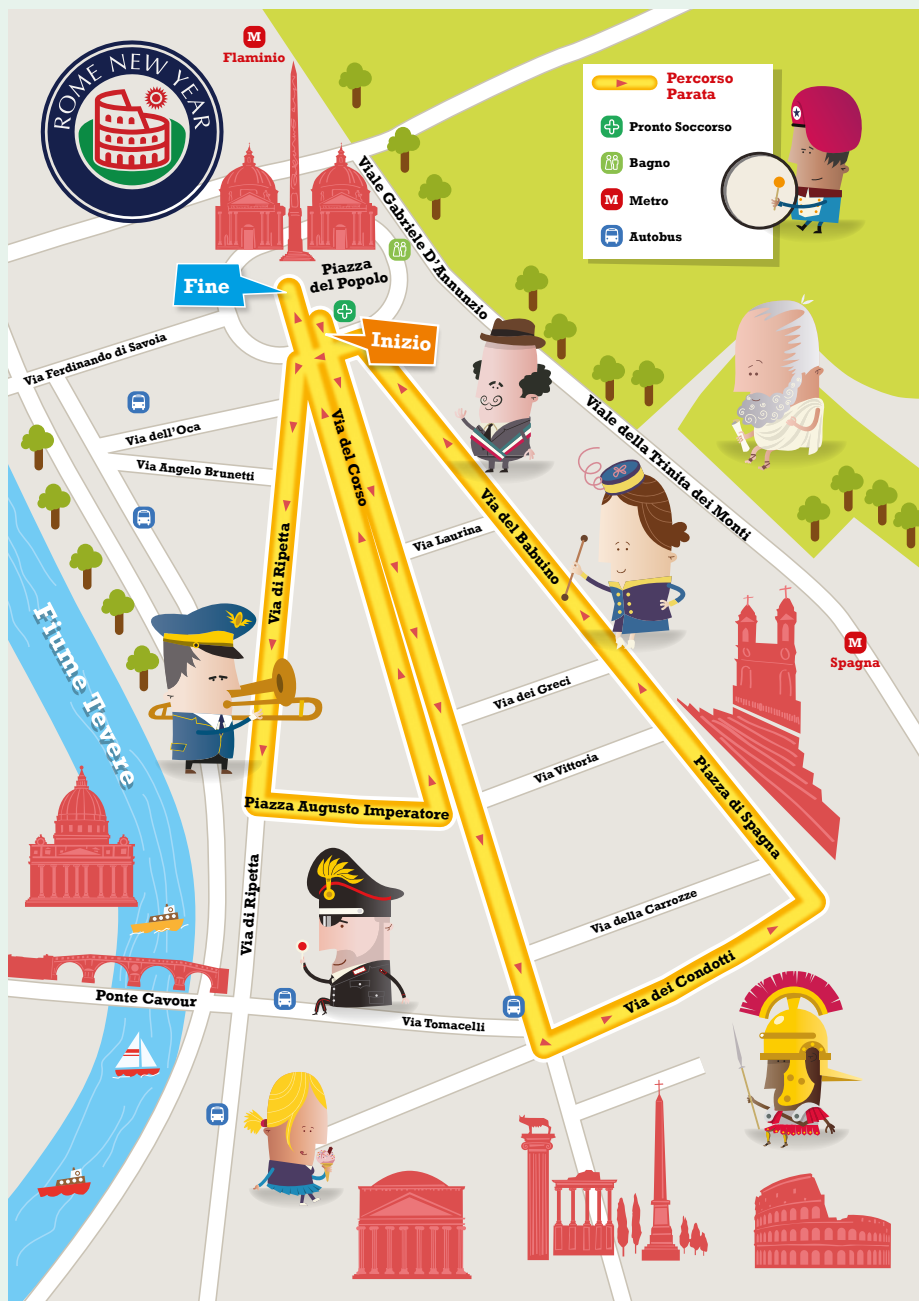 ROME NEW YEAR
M
Flaminio
Percorso
Parata
Pronto Soccorso
Bagno
M Metro
Autobus
Viale Gabriele D'Annunzio
Piazza
del Popolo
Fine
Inizio
Via Ferdinando di Savoia
Via dell'Oca
Via Angelo Brunetti
Via del Corso
Viale della Trinita dei Monti
Via di Ripetta
Via Laurina
Via del Babuino
Fiume Tevere
M
Spagna
Via dei Greci
Via Vittoria
Piazza di Spagna
Piazza Augusto Imperatore
Via di Ripetta
Via della Carrozze
Via dei Condotti
Ponte Cavour
Via Tomacelli